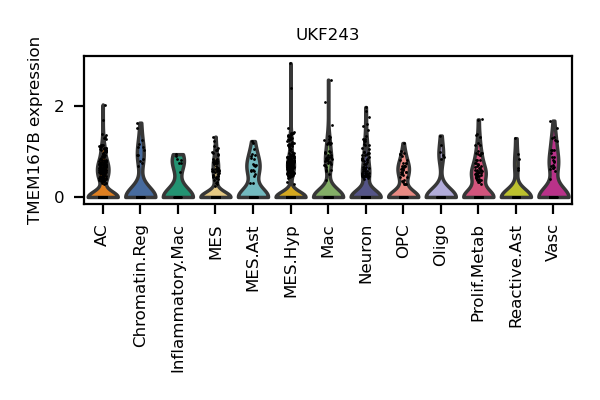 UKF243
TMEM167B expression
2
0
AC
Chromatin.Reg
Inflammatory.Mac
MES
MES.Ast
MES.Hyp
Mac
Neuron
OPC
Oligo
Prolif.Metab
Reactive.Ast
Vasc